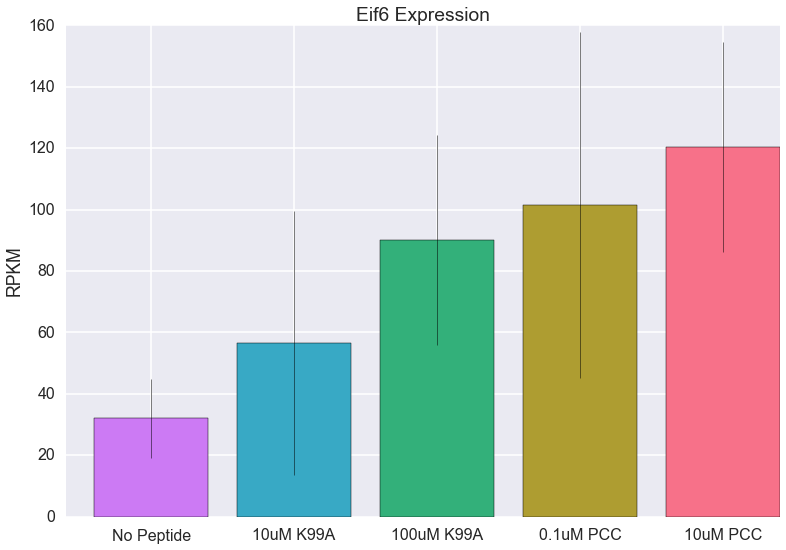 Eif6 Expression
RPKM
160
140
120
100
80
60
40
20
0
No Peptide
10uM K99A
100uM K99A
0.1uM PCC
10uM PCC